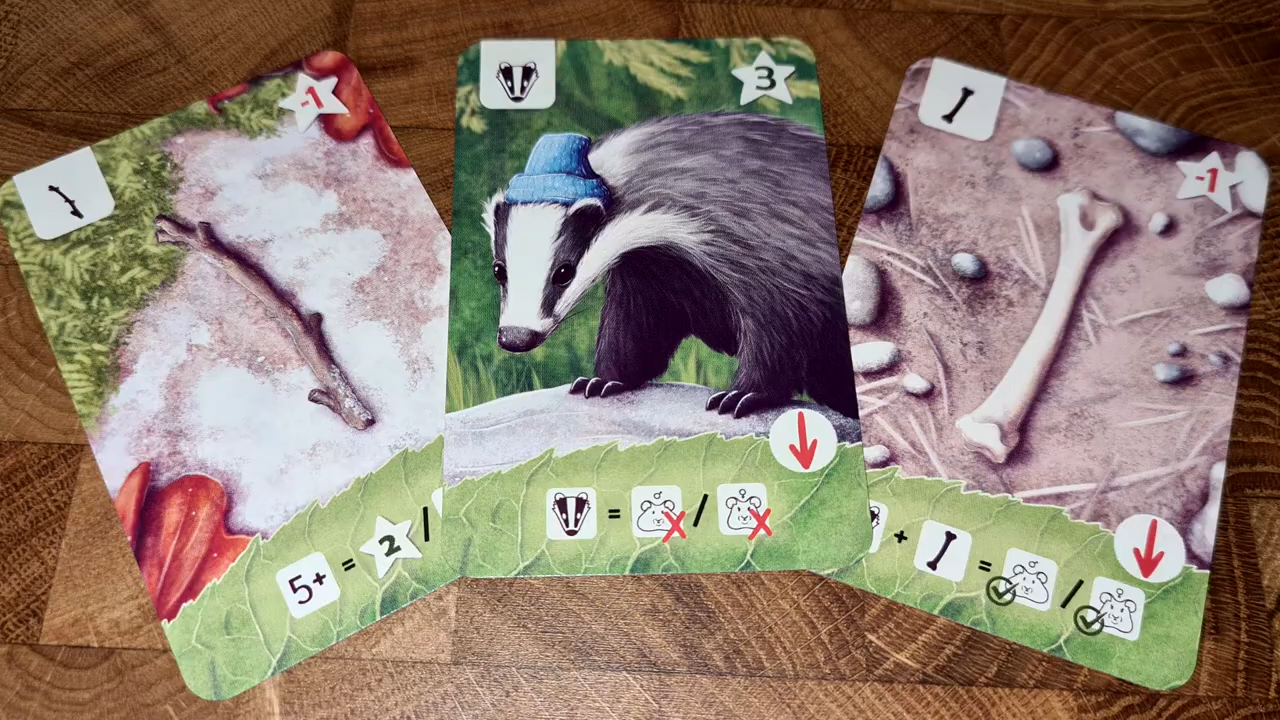 -1
5+ = 2 /
3
= /
-1
+ = /